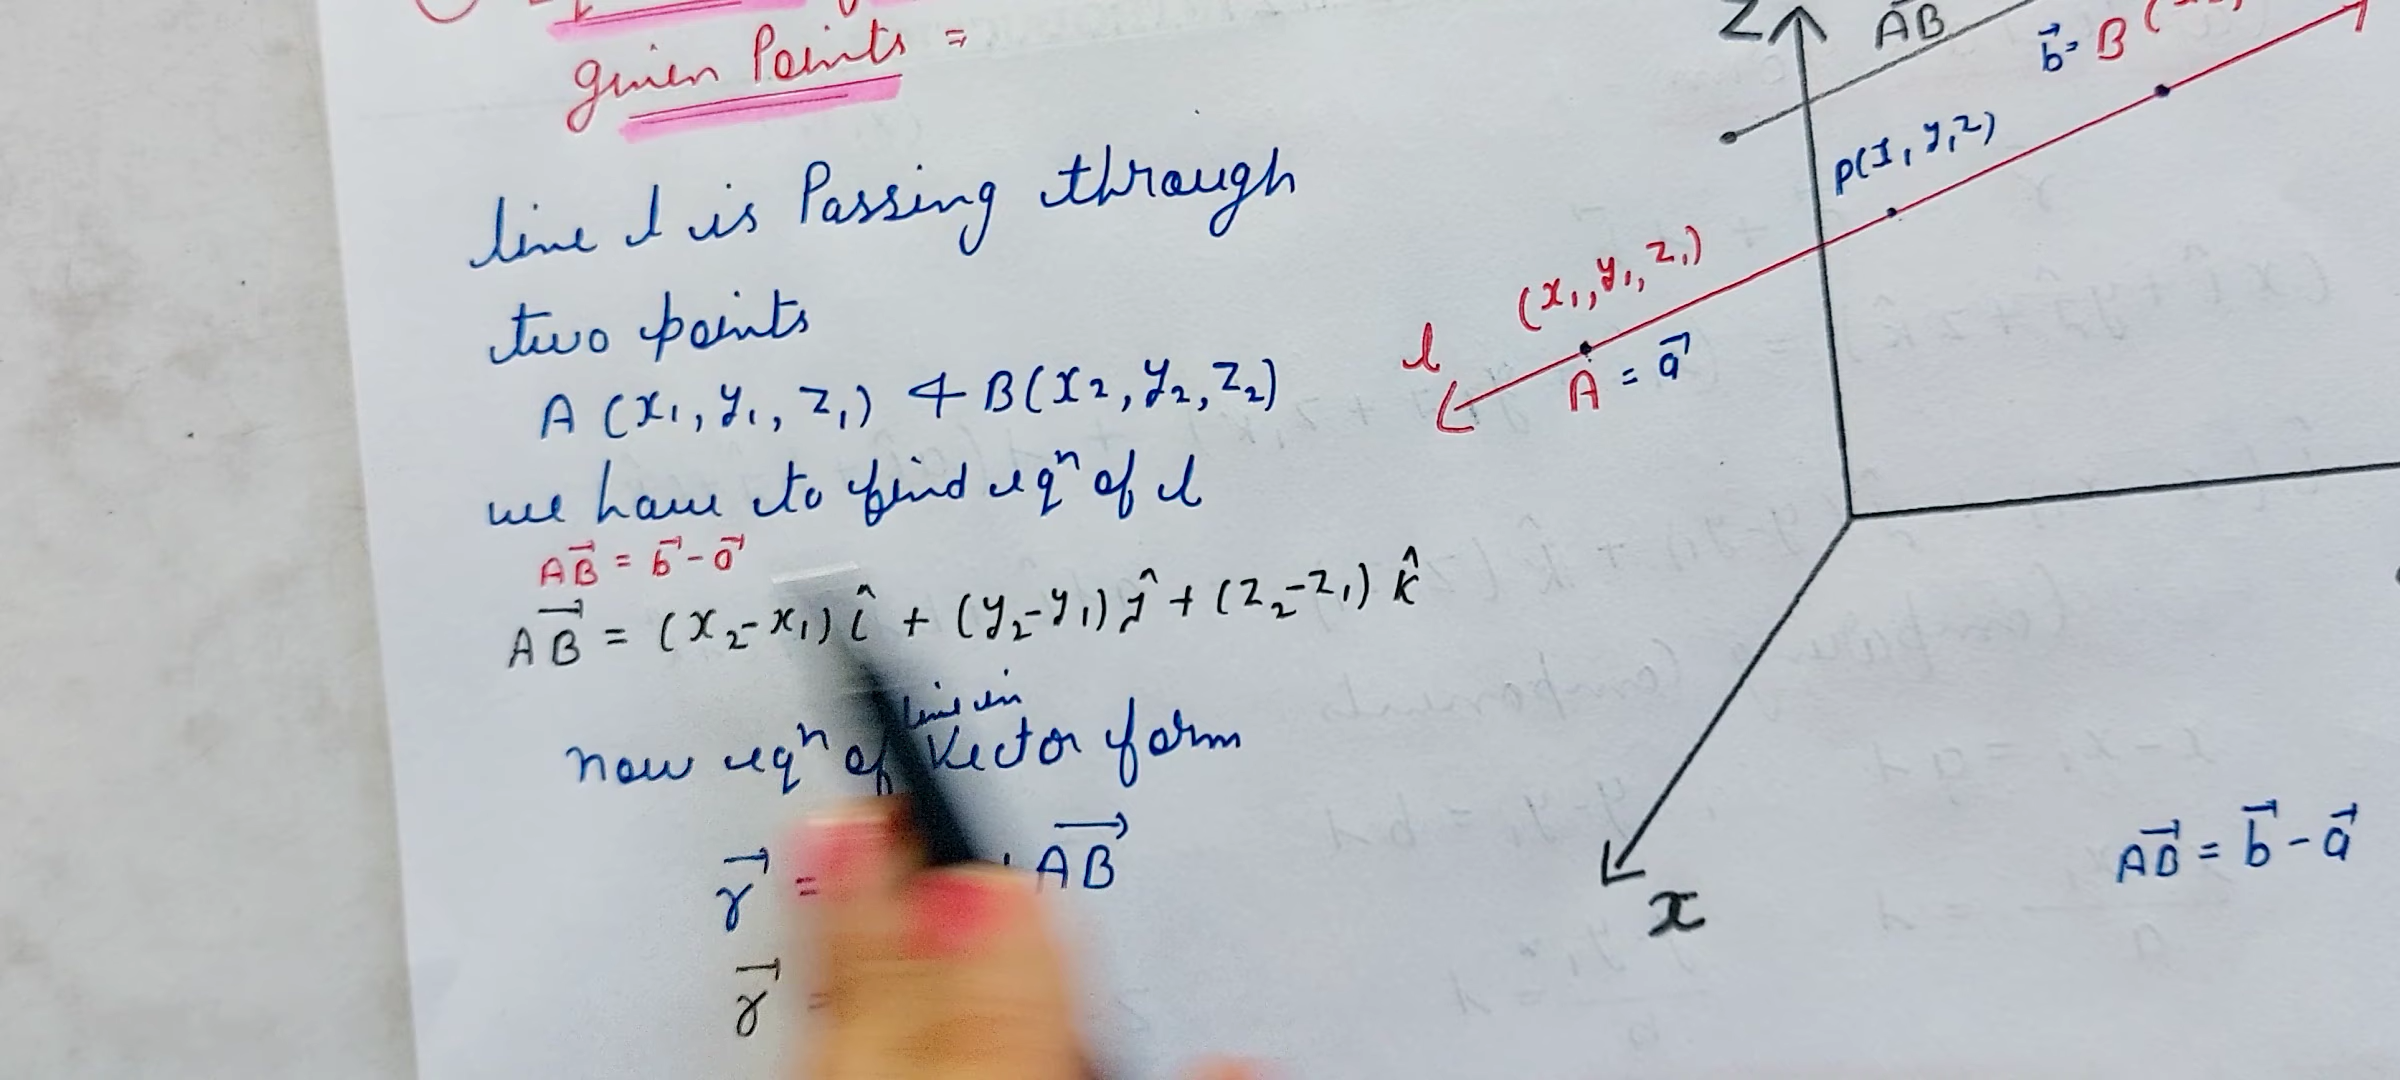 given Points =
line l is Passing through
two points
A (x₁, y₁, z₁) & B(x₂, y₂, z₂)
we have to find eqⁿ of l
AB⃗ = b⃗ - a⃗
AB⃗ = (x₂-x₁) î + (y₂-y₁) ĵ + (z₂-z₁) k̂
line in
now eqⁿ of Vector form
r⃗ =
AB⃗
r⃗ =
Z
AB
b⃗ = B (
P(x, y, z)
(x₁, y₁, z₁)
l
A = a⃗
x
AB⃗ = b⃗ - a⃗